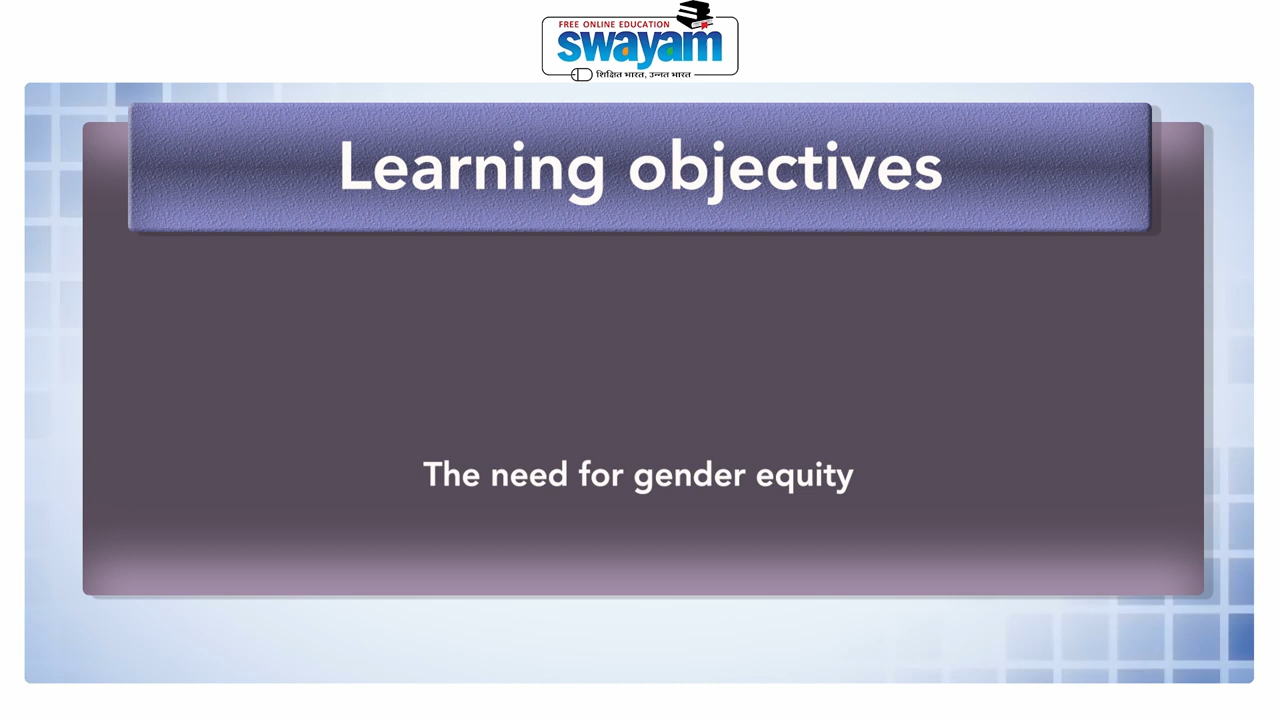 FREE ONLINE EDUCATION
swayam
शिक्षित भारत, उन्नत भारत
Learning objectives
The need for gender equity